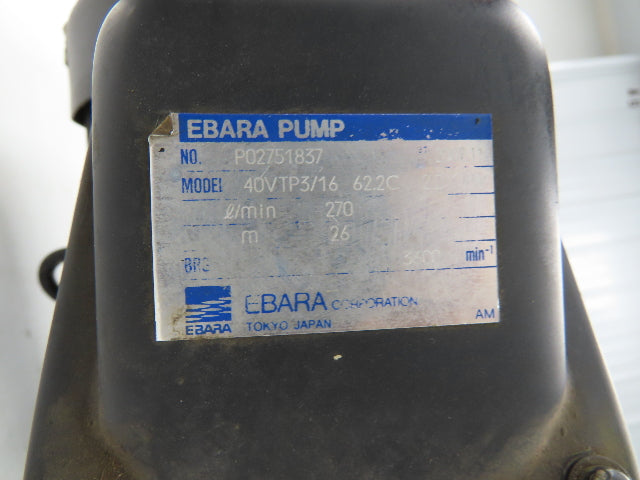 EBARA PUMP
NO. P02751837
MODEL 40VTP3/16 62.2C
ℓ/min 270
m 26
BRG min⁻¹
EBARA CORPORATION
EBARA
TOKYO JAPAN AM